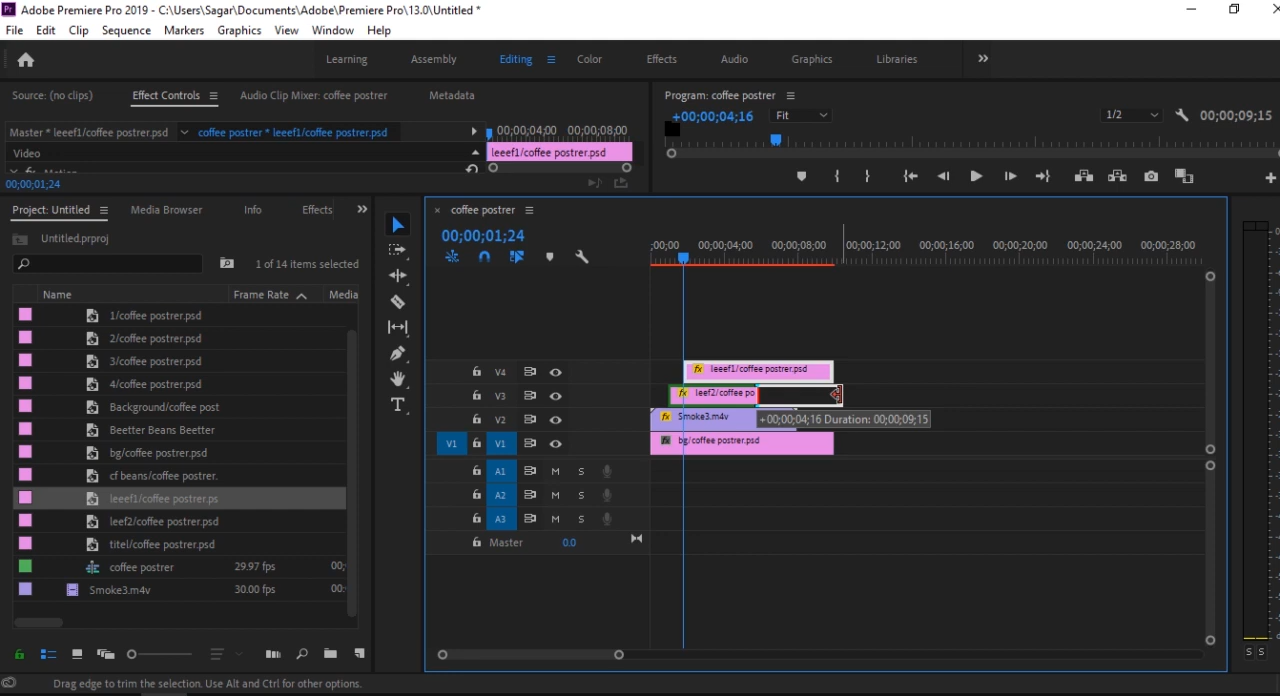 Pr Adobe Premiere Pro 2019 - C:\Users\Sagar\Documents\Adobe\Premiere Pro\13.0\Untitled *
File Edit Clip Sequence Markers Graphics View Window Help
Learning Assembly Editing Color Effects Audio Graphics Libraries
Source: (no clips) Effect Controls Audio Clip Mixer: coffee postrer Metadata
Program: coffee postrer
Master * leeef1/coffee postrer.psd coffee postrer * leeef1/coffee postrer.psd
00;00;04;00 00;00;08;00
+00;00;04;16 Fit 1/2 00;00;09;15
Video leeef1/coffee postrer.psd
fx Motion
00;00;01;24
Project: Untitled Media Browser Info Effects
coffee postrer
Untitled.prproj
00;00;01;24
1 of 14 items selected
;00;00 00;00;04;00 00;00;08;00 00;00;12;00 00;00;16;00 00;00;20;00 00;00;24;00 00;00;28;00
Name Frame Rate Media
1/coffee postrer.psd
2/coffee postrer.psd
3/coffee postrer.psd
4/coffee postrer.psd
Background/coffee post
Beetter Beans Beetter
bg/coffee postrer.psd
cf beans/coffee postrer.
leeef1/coffee postrer.ps
leef2/coffee postrer.psd
titel/coffee postrer.psd
coffee postrer 29.97 fps 00;
Smoke3.m4v 30.00 fps 00:
V4 fx leeef1/coffee postrer.psd
V3 fx leef2/coffee po
V2 fx Smoke3.m4v
+00;00;04;16 Duration: 00;00;09;15
V1 V1 fx bg/coffee postrer.psd
A1 M S
A2 M S
A3 M S
Master 0.0
S S
Drag edge to trim the selection. Use Alt and Ctrl for other options.